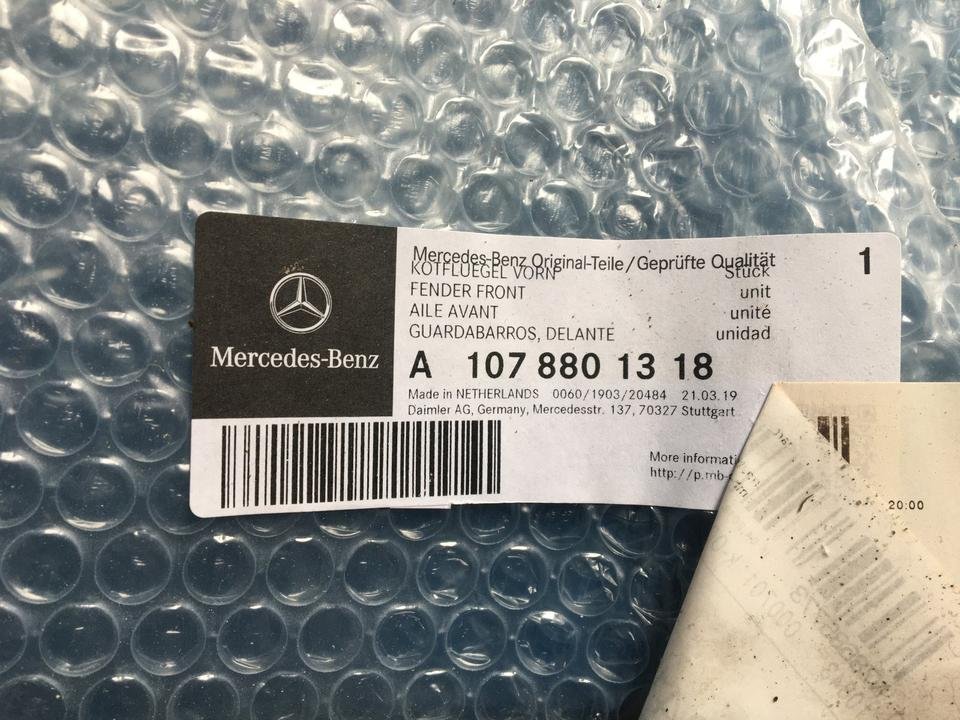 Mercedes-Benz
Mercedes-Benz Original-Teile/Geprüfte Qualität 1
KOTFLUEGEL VORN Stück
FENDER FRONT unit
AILE AVANT unité
GUARDABARROS, DELANTE unidad
A 107 880 13 18
Made in NETHERLANDS 0060/1903/20484 21.03.19
Daimler AG, Germany, Mercedesstr. 137, 70327 Stuttgart
More informati
http://p.mb-
20:00